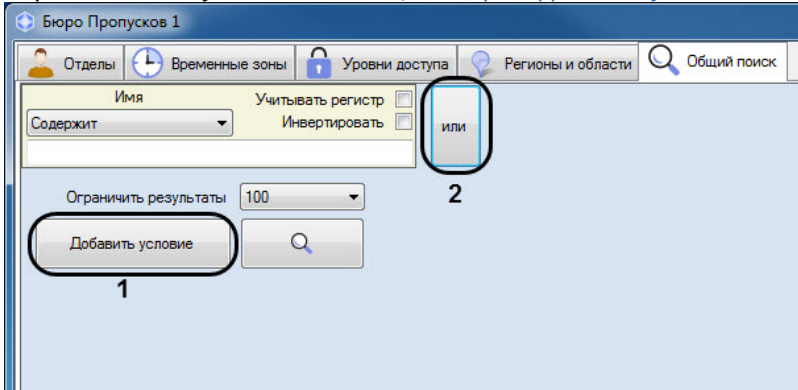 Бюро Пропусков 1
Отделы Временные зоны Уровни доступа Регионы и области Общий поиск
Имя Учитывать регистр
Содержит Инвертировать
или
Ограничить результаты 100 2
Добавить условие
1